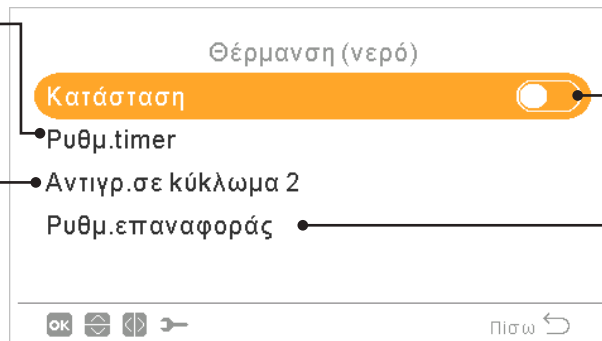 Θέρμανση (νερό)
Κατάσταση
Ρυθμ.timer
Αντιγρ.σε κύκλωμα 2
Ρυθμ.επαναφοράς
OK
Πίσω